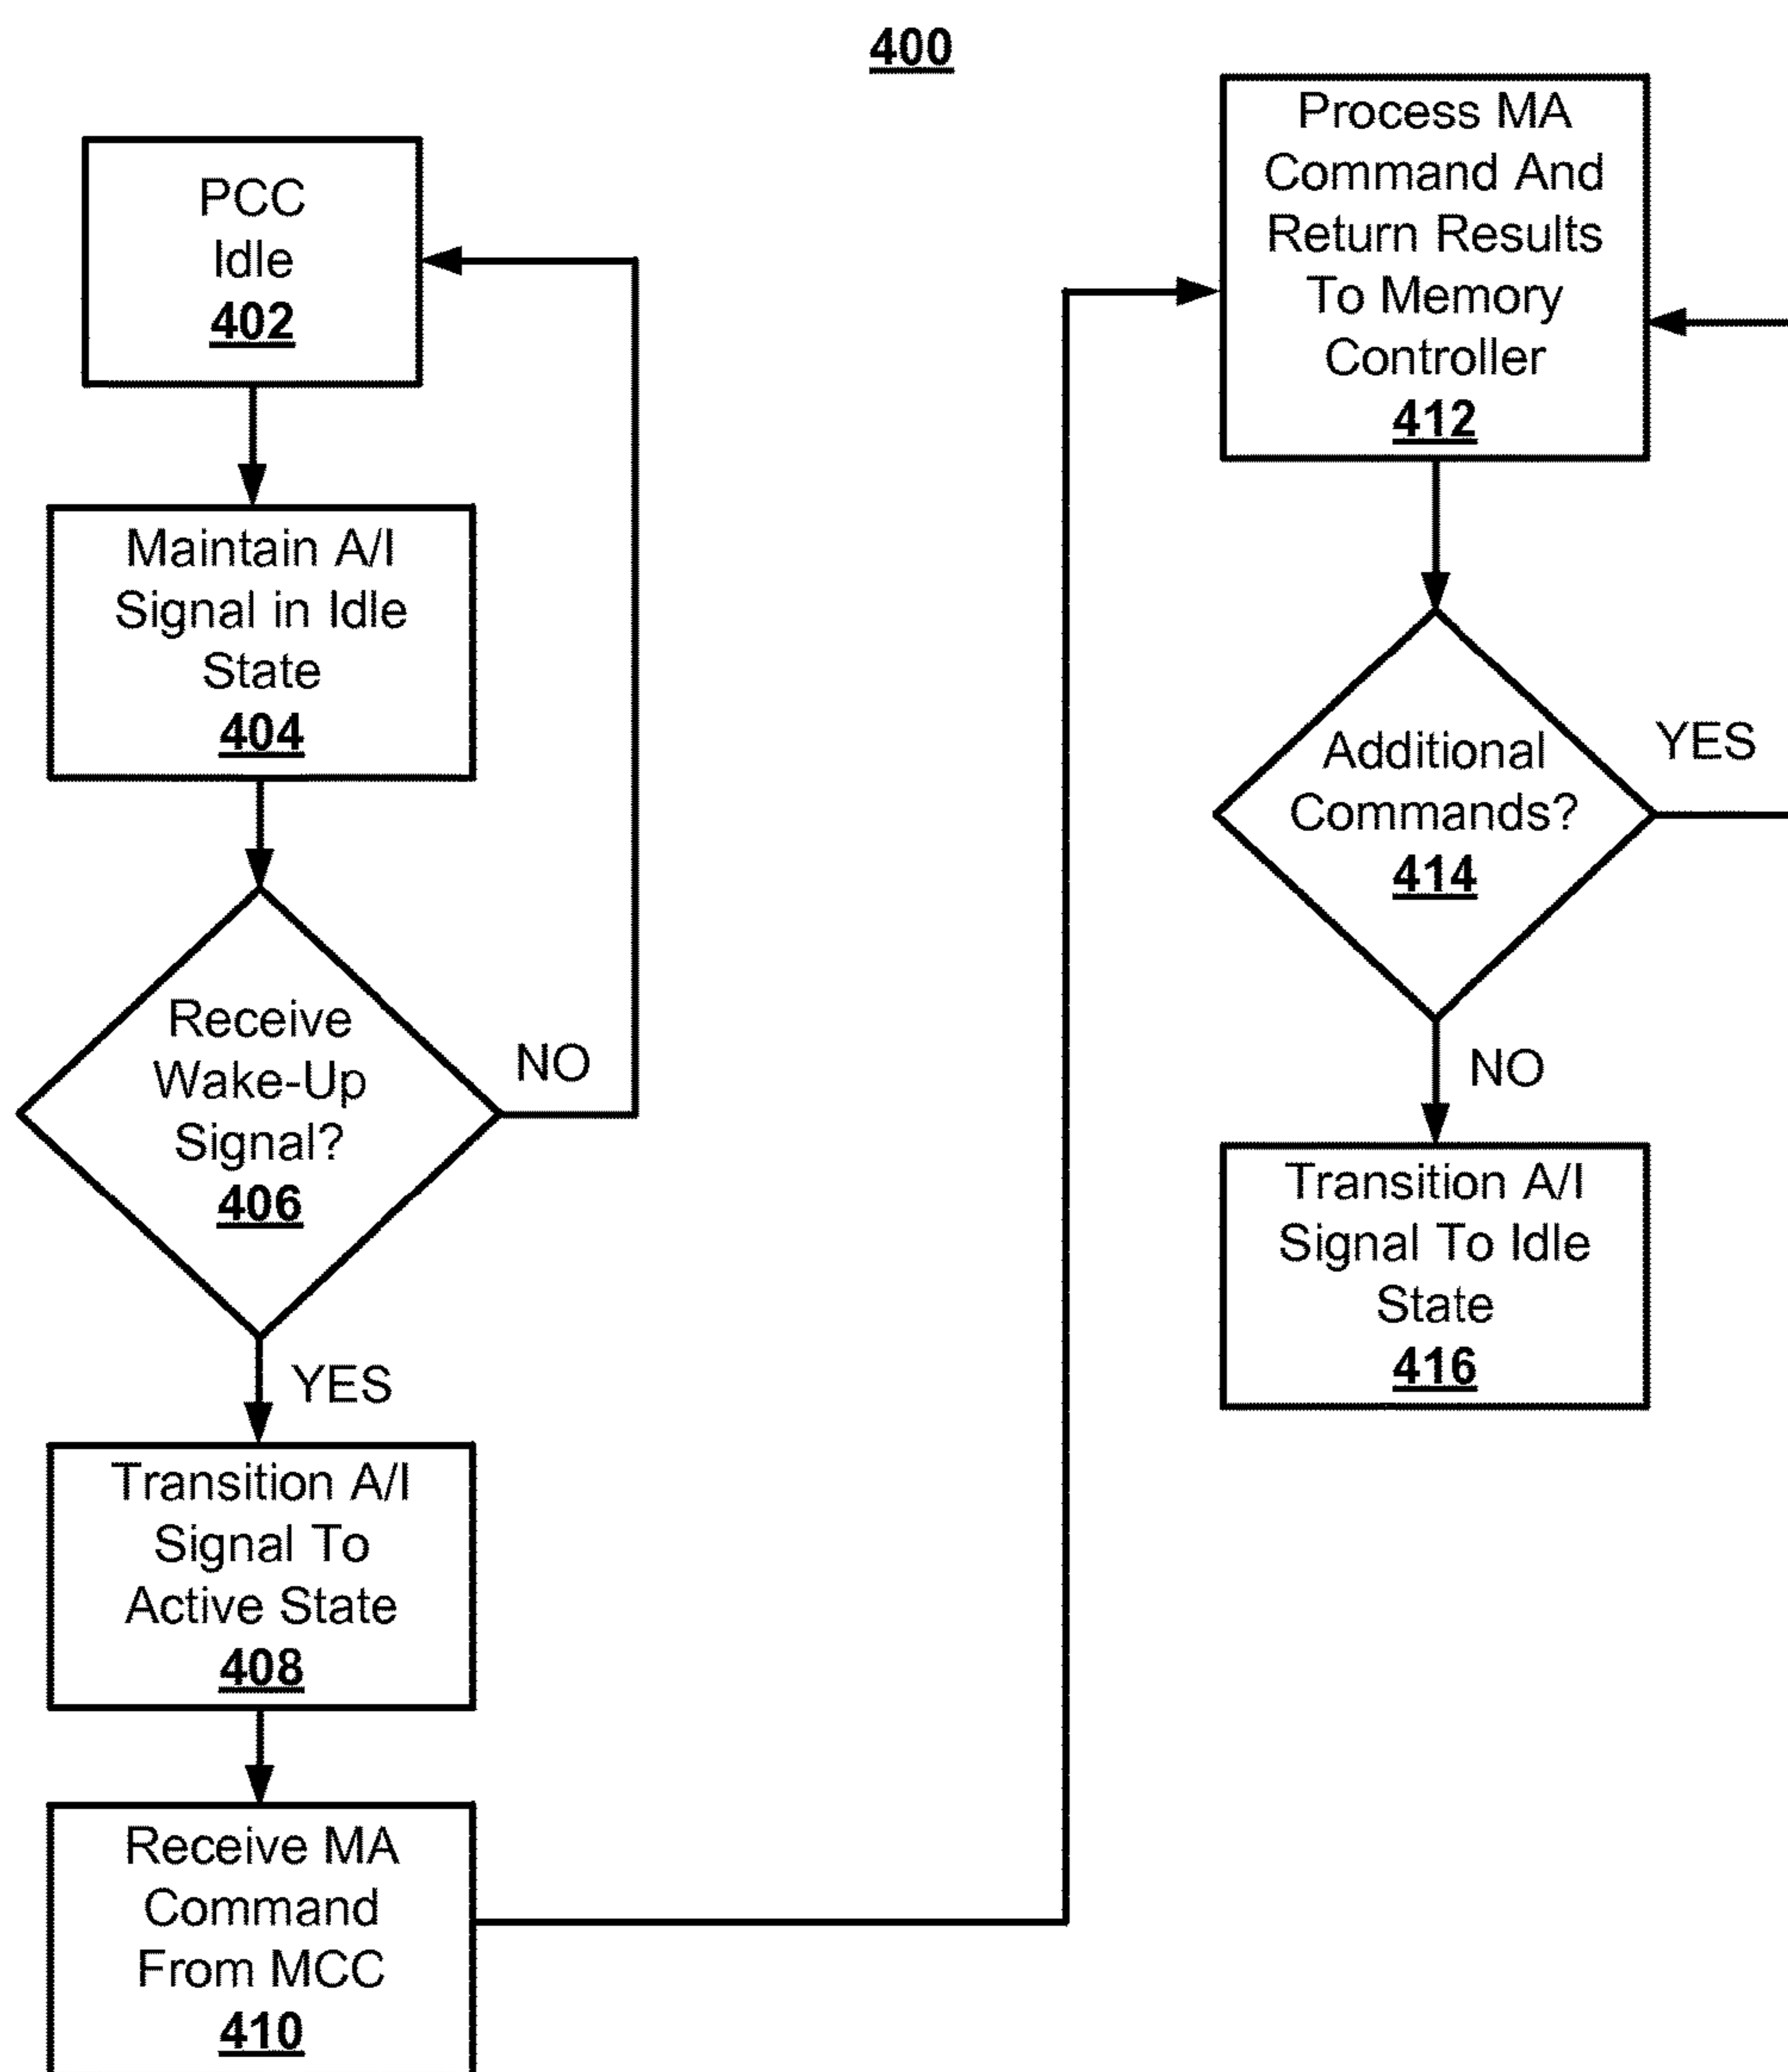 400
PCC
Idle
402
Maintain A/I
Signal in Idle
State
404
Receive
Wake-Up
Signal?
406
NO
YES
Transition A/I
Signal To
Active State
408
Receive MA
Command
From MCC
410
Process MA
Command And
Return Results
To Memory
Controller
412
Additional
Commands?
414
YES
NO
Transition A/I
Signal To Idle
State
416